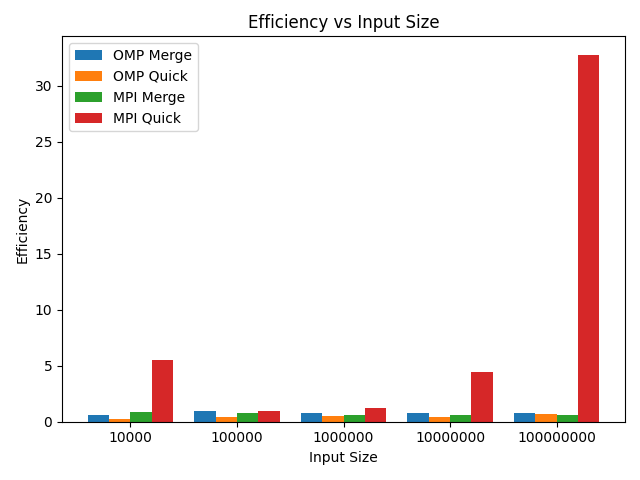 Efficiency vs Input Size
OMP Merge
OMP Quick
MPI Merge
MPI Quick
Efficiency
30
25
20
15
10
5
0
10000 100000 1000000 10000000 100000000
Input Size